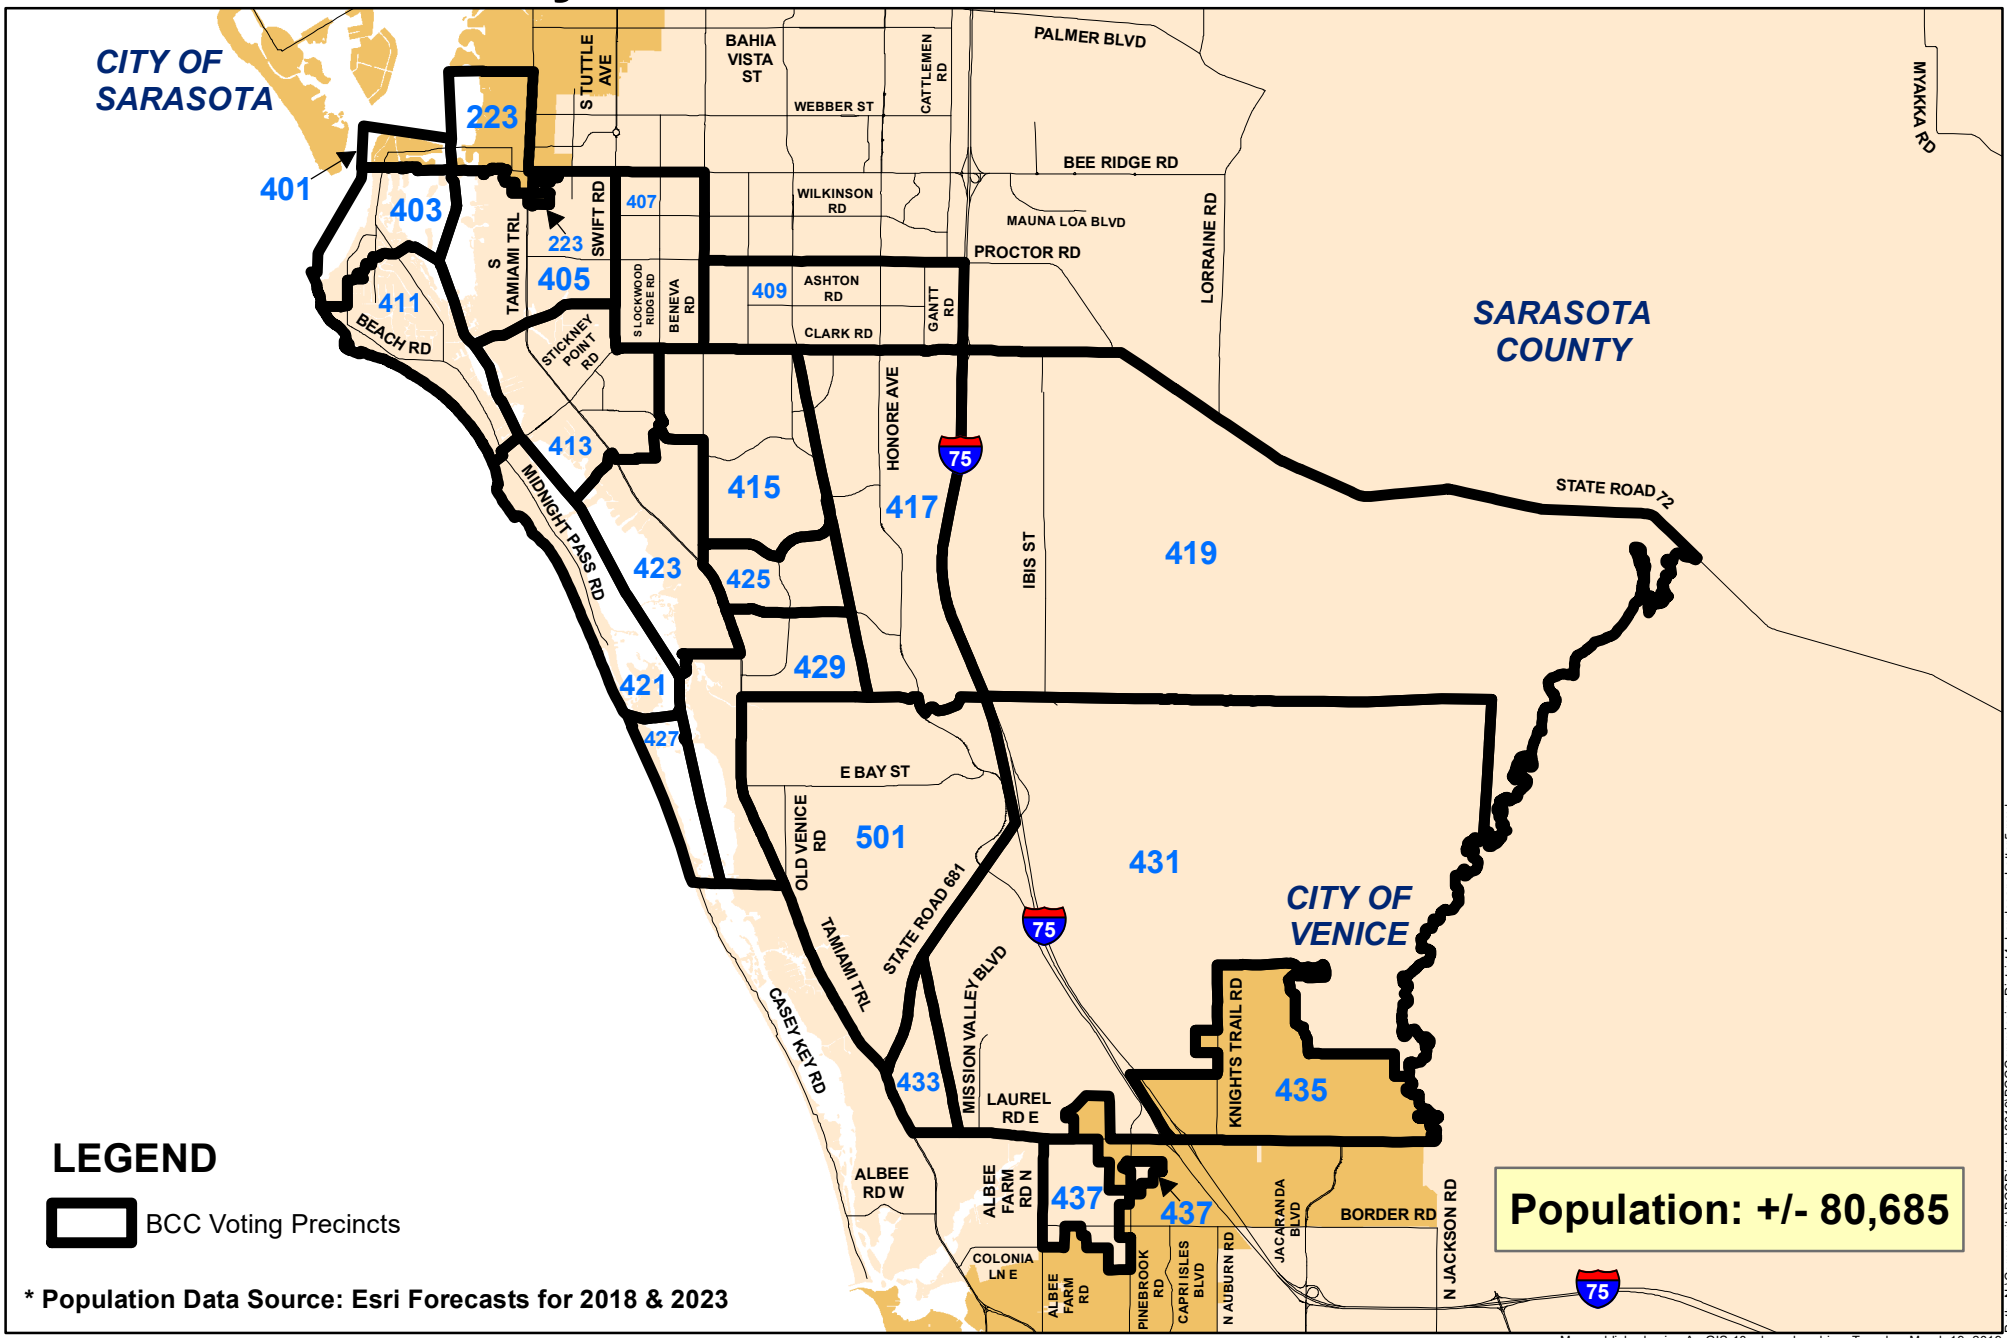 CITY OF
SARASOTA
S TUTTLE
AVE
BAHIA
VISTA
ST
CATTLEMEN
RD
PALMER BLVD
MYAKKA RD
223
WEBBER ST
BEE RIDGE RD
401
403
407
WILKINSON
RD
MAUNA LOA BLVD
LORRAINE RD
SWIFT RD
S
TAMIAMI TRL
223
PROCTOR RD
405
S LOCKWOOD
RIDGE RD
BENEVA
RD
409
ASHTON
RD
GANTT
RD
CLARK RD
411
BEACH RD
STICKNEY
POINT
RD
SARASOTA
COUNTY
HONORE AVE
413
75
415
417
MIDNIGHT PASS RD
STATE ROAD 72
IBIS ST
419
423
425
421
429
427
E BAY ST
OLD VENICE
RD
501
431
STATE ROAD 681
CITY OF
VENICE
75
TAMIAMI TRL
MISSION VALLEY BLVD
CASEY KEY RD
KNIGHTS TRAIL RD
433
435
LAUREL
RD E
LEGEND
BCC Voting Precincts
ALBEE
RD W
ALBEE
FARM
RD N
437
437
JACARANDA
BLVD
BORDER RD
N JACKSON RD
Population: +/- 80,685
COLONIA
LN E
ALBEE
FARM
RD
PINEBROOK
RD
CAPRI ISLES
BLVD
N AUBURN RD
75
* Population Data Source: Esri Forecasts for 2018 & 2023